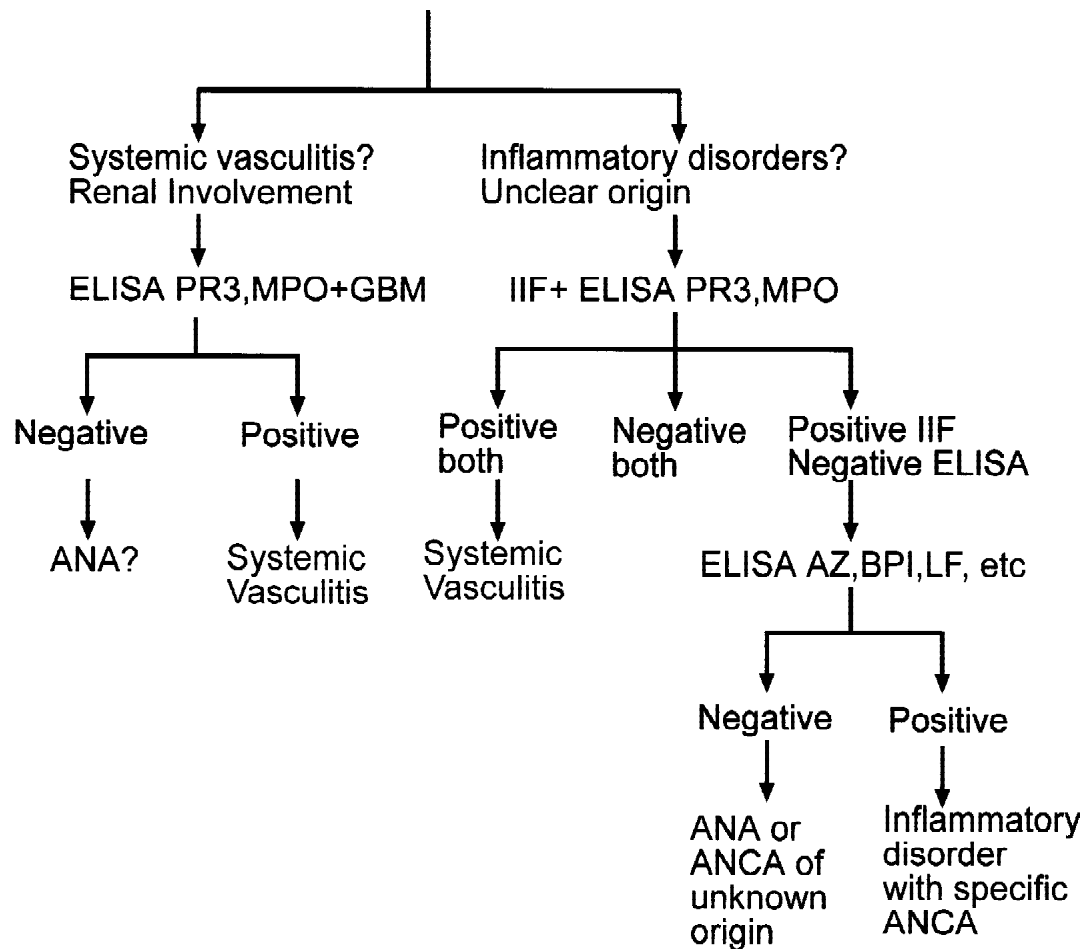 Systemic vasculitis?
Renal Involvement
Inflammatory disorders?
Unclear origin
ELISA PR3,MPO+GBM
IIF+ ELISA PR3,MPO
Negative
Positive
Positive
both
Negative
both
Positive IIF
Negative ELISA
ANA?
Systemic
Vasculitis
Systemic
Vasculitis
ELISA AZ,BPI,LF, etc
Negative
Positive
ANA or
ANCA of
unknown
origin
Inflammatory
disorder
with specific
ANCA